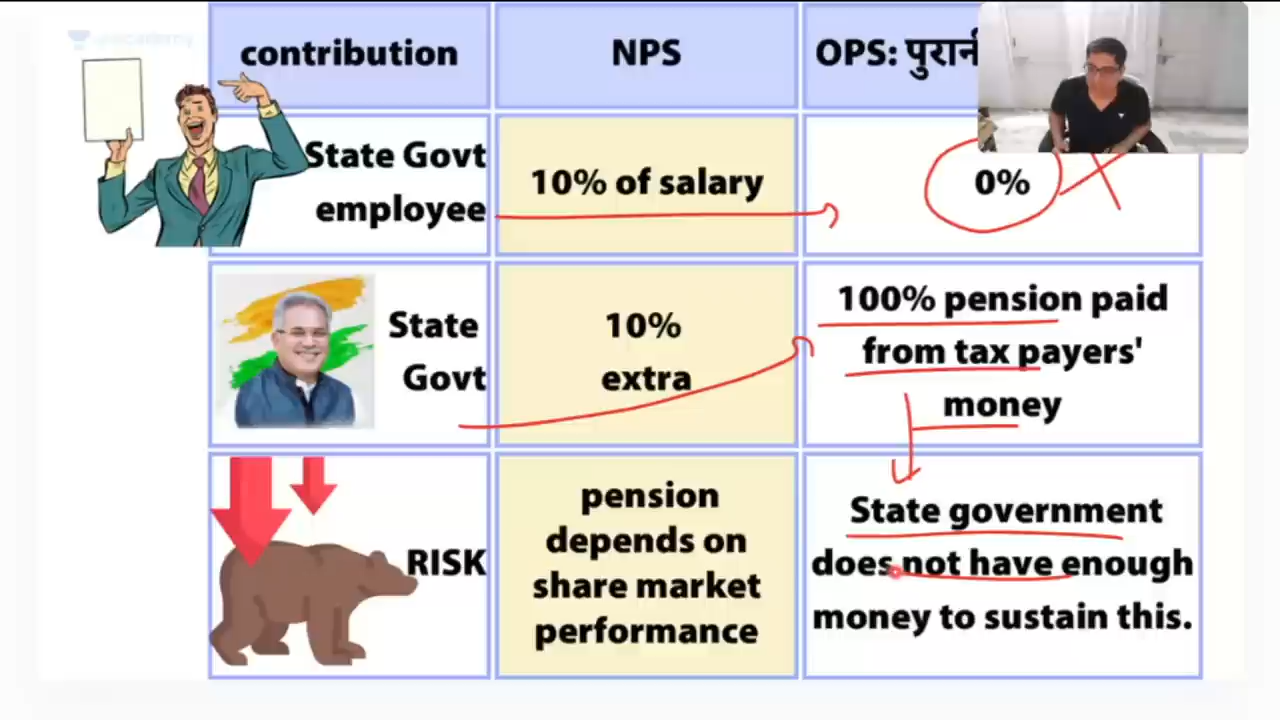 unacademy
contribution
NPS
OPS: पुरानी
State Govt
employee
10% of salary
0%
State
Govt
10%
extra
100% pension paid
from tax payers'
money
RISK
pension
depends on
share market
performance
State government
does not have enough
money to sustain this.